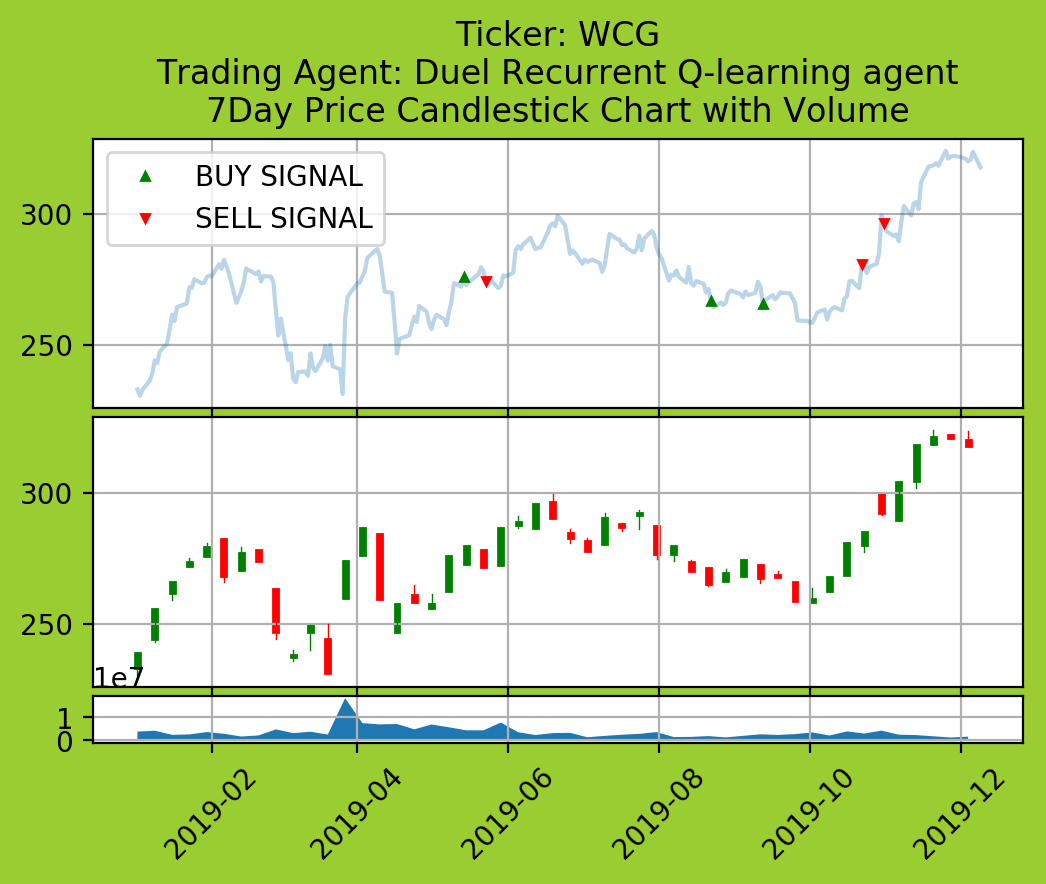 Ticker: WCG
Trading Agent: Duel Recurrent Q-learning agent
7Day Price Candlestick Chart with Volume
BUY SIGNAL
SELL SIGNAL
300
250
300
250
1e7
1
0
2019-02
2019-04
2019-06
2019-08
2019-10
2019-12